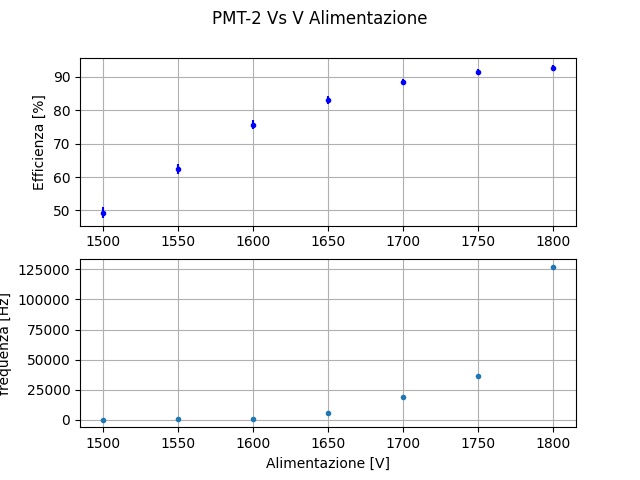 PMT-2 Vs V Alimentazione
Efficienza [%]
90
80
70
60
50
1500 1550 1600 1650 1700 1750 1800
frequenza [Hz]
125000
100000
75000
50000
25000
0
1500 1550 1600 1650 1700 1750 1800
Alimentazione [V]